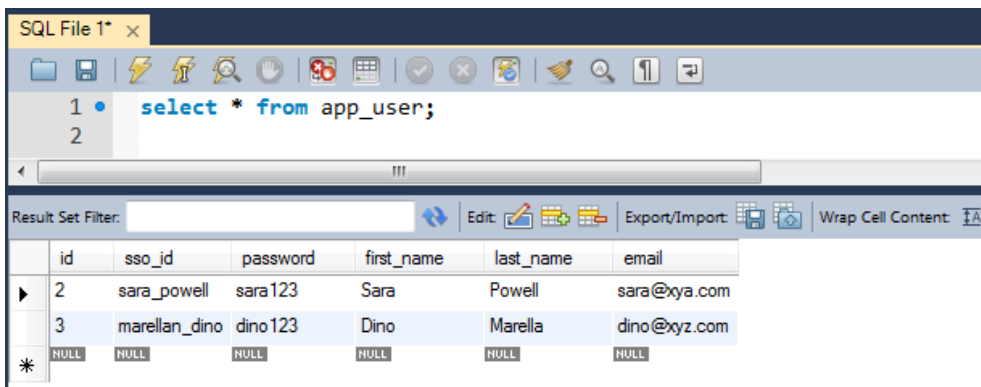 SQL File 1*
1 select * from app_user;
2
Result Set Filter: Edit: Export/Import: Wrap Cell Content:
id sso_id password first_name last_name email
2 sara_powell sara123 Sara Powell sara@xya.com
3 marellan_dino dino123 Dino Marella dino@xyz.com
NULL NULL NULL NULL NULL NULL